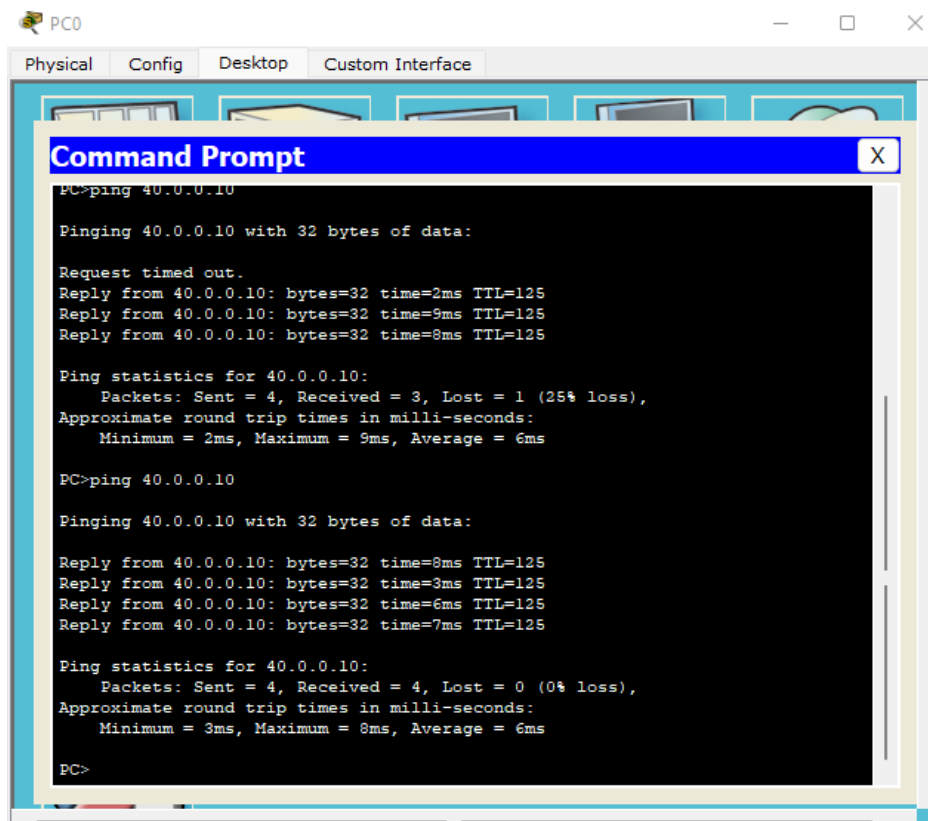 PC0
Physical Config Desktop Custom Interface
Command Prompt X
PC>ping 40.0.0.10
Pinging 40.0.0.10 with 32 bytes of data:
Request timed out.
Reply from 40.0.0.10: bytes=32 time=2ms TTL=125
Reply from 40.0.0.10: bytes=32 time=9ms TTL=125
Reply from 40.0.0.10: bytes=32 time=8ms TTL=125
Ping statistics for 40.0.0.10:
Packets: Sent = 4, Received = 3, Lost = 1 (25% loss),
Approximate round trip times in milli-seconds:
Minimum = 2ms, Maximum = 9ms, Average = 6ms
PC>ping 40.0.0.10
Pinging 40.0.0.10 with 32 bytes of data:
Reply from 40.0.0.10: bytes=32 time=8ms TTL=125
Reply from 40.0.0.10: bytes=32 time=3ms TTL=125
Reply from 40.0.0.10: bytes=32 time=6ms TTL=125
Reply from 40.0.0.10: bytes=32 time=7ms TTL=125
Ping statistics for 40.0.0.10:
Packets: Sent = 4, Received = 4, Lost = 0 (0% loss),
Approximate round trip times in milli-seconds:
Minimum = 3ms, Maximum = 8ms, Average = 6ms
PC>